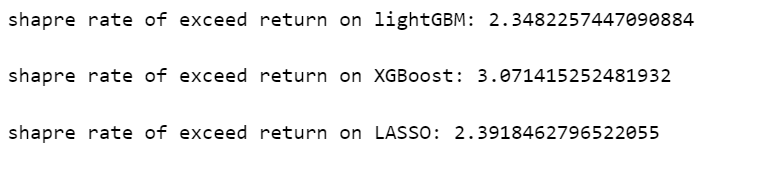 shapre rate of exceed return on lightGBM: 2.3482257447090884
shapre rate of exceed return on XGBoost: 3.071415252481932
shapre rate of exceed return on LASSO: 2.3918462796522055